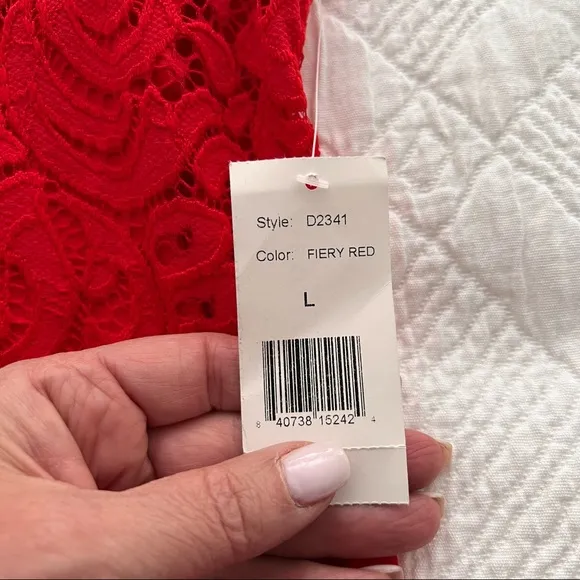 Style: D2341
Color: FIERY RED
L
8 40738 15242 4